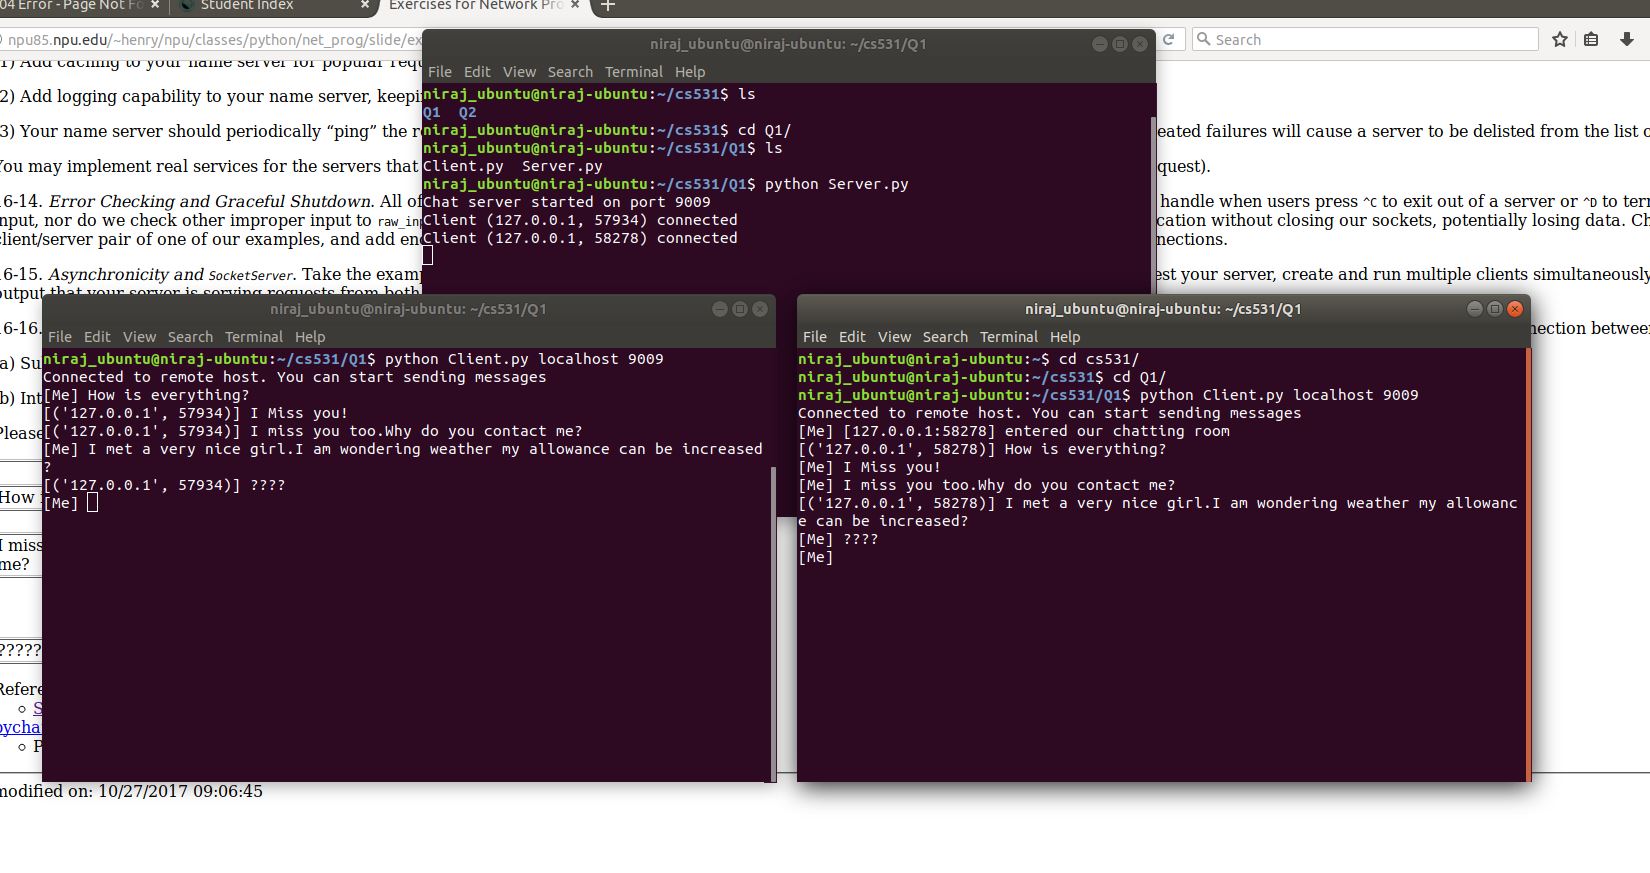 04 Error - Page Not Fo × Student Index × Exercises for Network Pro × +
npu85.npu.edu/~henry/npu/classes/python/net_prog/slide/ex
Search
1) Add caching to your name server for popular requ
2) Add logging capability to your name server, keepi
3) Your name server should periodically “ping” the r
eated failures will cause a server to be delisted from the list o
You may implement real services for the servers that
quest).
16-14. Error Checking and Graceful Shutdown. All of
handle when users press ^C to exit out of a server or ^D to ter
input, nor do we check other improper input to raw_in
cation without closing our sockets, potentially losing data. Ch
client/server pair of one of our examples, and add en
nections.
16-15. Asynchronicity and SocketServer. Take the examp
est your server, create and run multiple clients simultaneously
output that your server is serving requests from both
16-16.
nection between
(a) Su
(b) Int
Please
How
I miss
me?
?????
Refere
S
pycha
P
modified on: 10/27/2017 09:06:45
niraj_ubuntu@niraj-ubuntu: ~/cs531/Q1
File Edit View Search Terminal Help
niraj_ubuntu@niraj-ubuntu:~/cs531$ ls
Q1 Q2
niraj_ubuntu@niraj-ubuntu:~/cs531$ cd Q1/
niraj_ubuntu@niraj-ubuntu:~/cs531/Q1$ ls
Client.py Server.py
niraj_ubuntu@niraj-ubuntu:~/cs531/Q1$ python Server.py
Chat server started on port 9009
Client (127.0.0.1, 57934) connected
Client (127.0.0.1, 58278) connected
niraj_ubuntu@niraj-ubuntu: ~/cs531/Q1
File Edit View Search Terminal Help
niraj_ubuntu@niraj-ubuntu:~/cs531/Q1$ python Client.py localhost 9009
Connected to remote host. You can start sending messages
[Me] How is everything?
[('127.0.0.1', 57934)] I Miss you!
[('127.0.0.1', 57934)] I miss you too.Why do you contact me?
[Me] I met a very nice girl.I am wondering weather my allowance can be increased
?
[('127.0.0.1', 57934)] ????
[Me]
niraj_ubuntu@niraj-ubuntu: ~/cs531/Q1
File Edit View Search Terminal Help
niraj_ubuntu@niraj-ubuntu:~$ cd cs531/
niraj_ubuntu@niraj-ubuntu:~/cs531$ cd Q1/
niraj_ubuntu@niraj-ubuntu:~/cs531/Q1$ python Client.py localhost 9009
Connected to remote host. You can start sending messages
[Me] [127.0.0.1:58278] entered our chatting room
[('127.0.0.1', 58278)] How is everything?
[Me] I Miss you!
[Me] I miss you too.Why do you contact me?
[('127.0.0.1', 58278)] I met a very nice girl.I am wondering weather my allowanc
e can be increased?
[Me] ????
[Me]